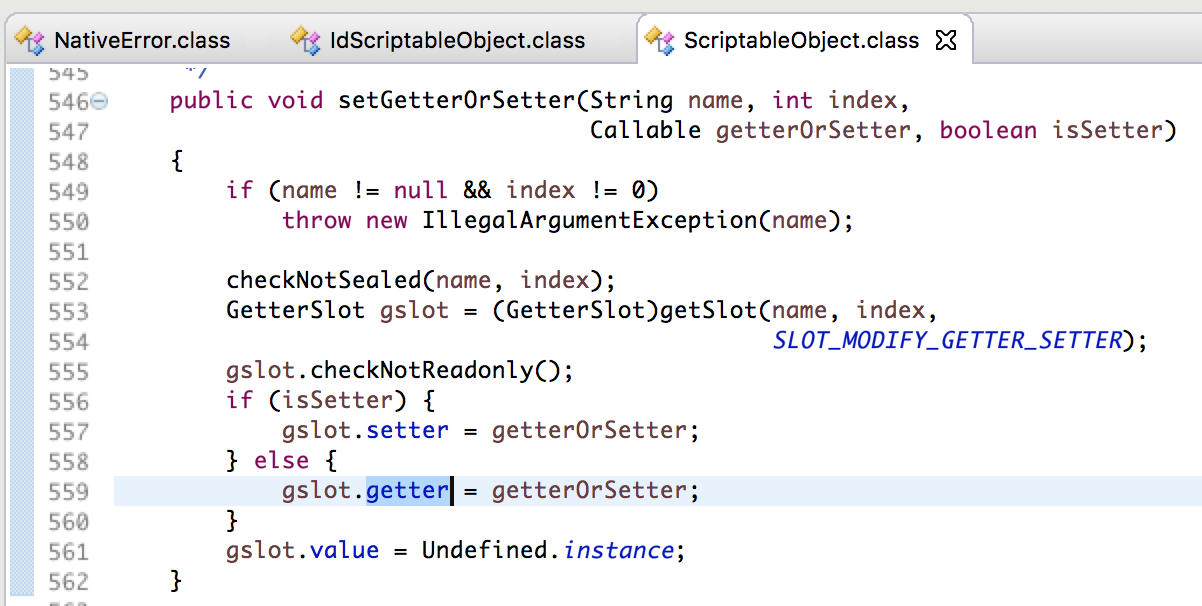 NativeError.class IdScriptableObject.class ScriptableObject.class
545 */
546 public void setGetterOrSetter(String name, int index,
547 Callable getterOrSetter, boolean isSetter)
548 {
549 if (name != null && index != 0)
550 throw new IllegalArgumentException(name);
551
552 checkNotSealed(name, index);
553 GetterSlot gslot = (GetterSlot)getSlot(name, index,
554 SLOT_MODIFY_GETTER_SETTER);
555 gslot.checkNotReadonly();
556 if (isSetter) {
557 gslot.setter = getterOrSetter;
558 } else {
559 gslot.getter = getterOrSetter;
560 }
561 gslot.value = Undefined.instance;
562 }